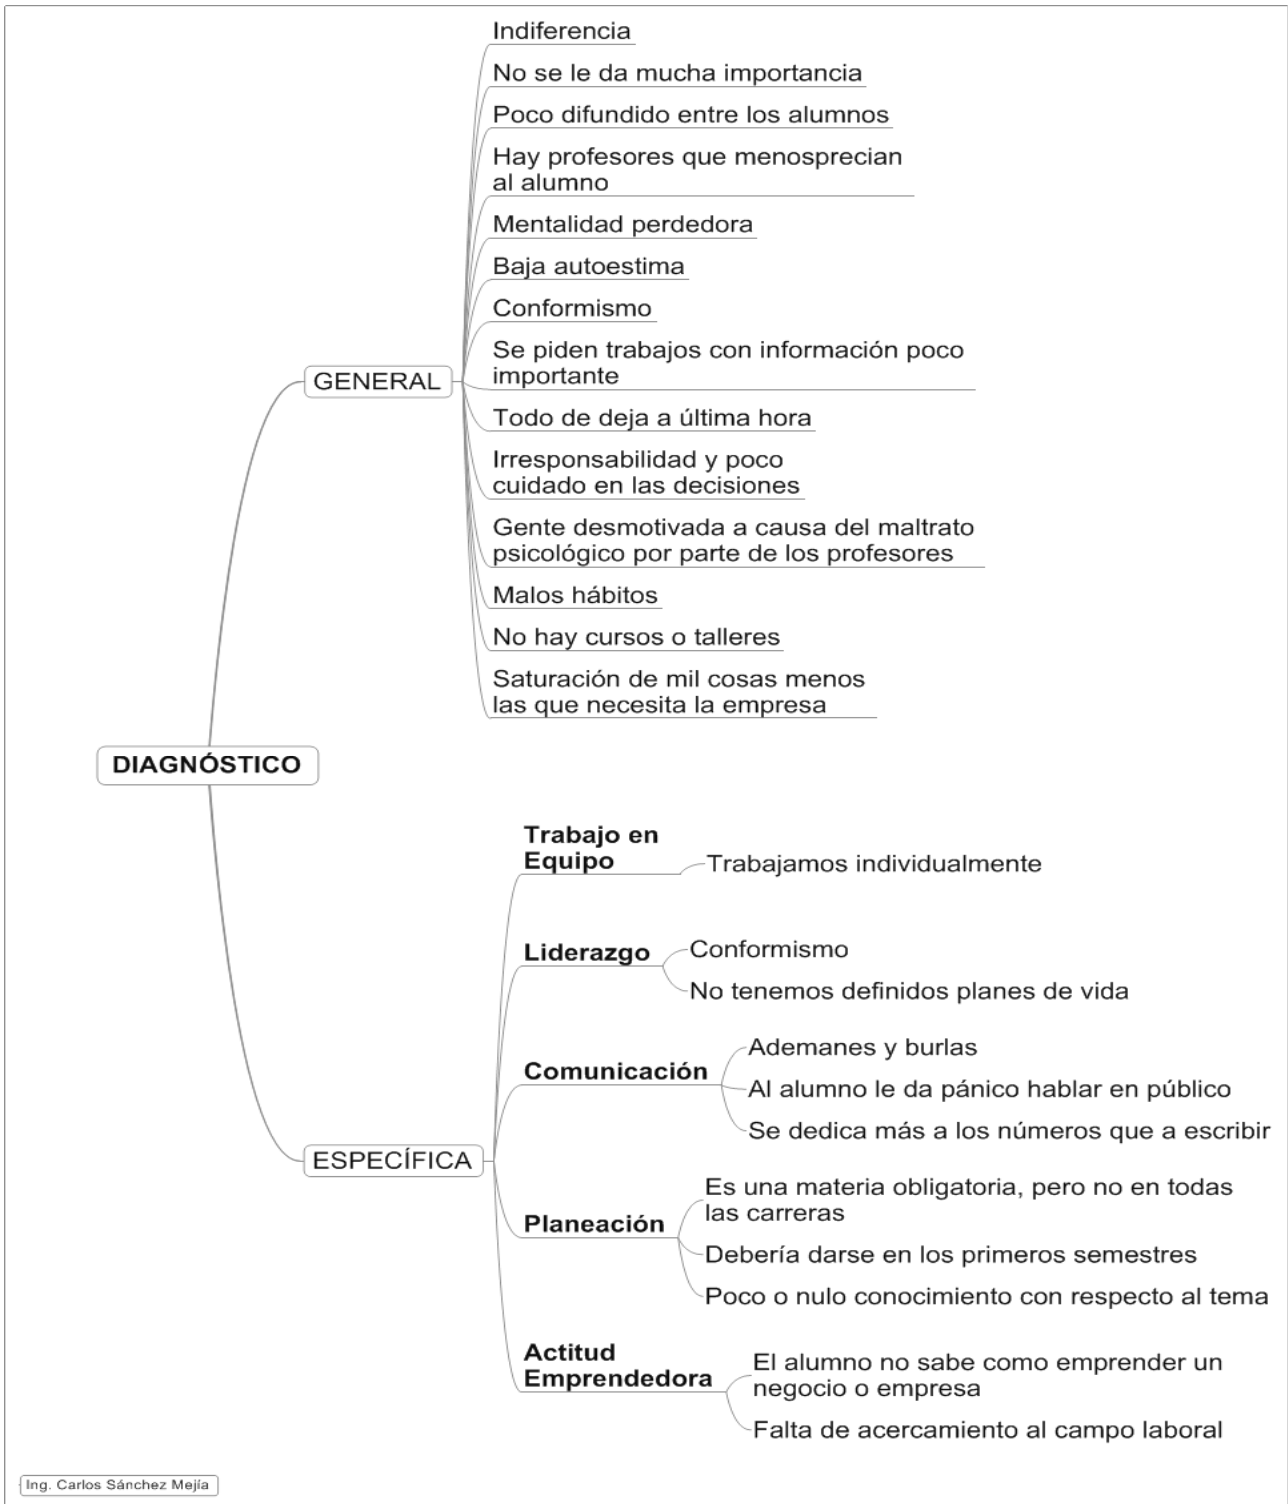 Indiferencia
No se le da mucha importancia
Poco difundido entre los alumnos
Hay profesores que menosprecian
al alumno
Mentalidad perdedora
Baja autoestima
Conformismo
Se piden trabajos con información poco
importante
GENERAL
Todo de deja a última hora
Irresponsabilidad y poco
cuidado en las decisiones
Gente desmotivada a causa del maltrato
psicológico por parte de los profesores
Malos hábitos
No hay cursos o talleres
Saturación de mil cosas menos
las que necesita la empresa
DIAGNÓSTICO
Trabajo en
Equipo
Trabajamos individualmente
Liderazgo
Conformismo
No tenemos definidos planes de vida
Comunicación
Ademanes y burlas
Al alumno le da pánico hablar en público
Se dedica más a los números que a escribir
ESPECÍFICA
Planeación
Es una materia obligatoria, pero no en todas
las carreras
Debería darse en los primeros semestres
Poco o nulo conocimiento con respecto al tema
Actitud
Emprendedora
El alumno no sabe como emprender un
negocio o empresa
Falta de acercamiento al campo laboral
Ing. Carlos Sánchez Mejía